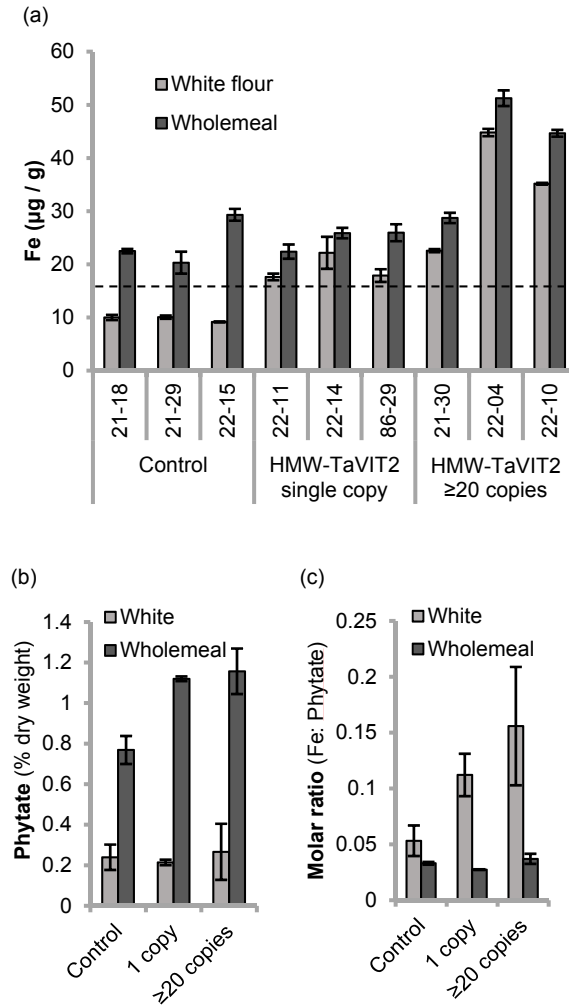 (a)
60
50
40
30
20
10
0
Fe (µg / g)
White flour
Wholemeal
21-18
21-29
22-15
22-11
22-14
86-29
21-30
22-04
22-10
Control
HMW-TaVIT2
single copy
HMW-TaVIT2
≥20 copies
(b)
1.4
1.2
1
0.8
0.6
0.4
0.2
0
Phytate (% dry weight)
White
Wholemeal
Control
1 copy
≥20 copies
(c)
0.25
0.2
0.15
0.1
0.05
0
Molar ratio (Fe: Phytate)
White
Wholemeal
Control
1 copy
≥20 copies